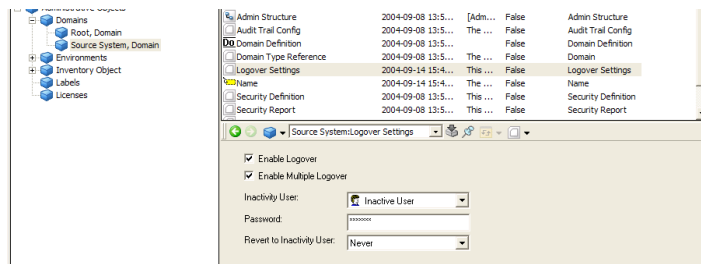 Administrative Objects
Domains
Root, Domain
Source System, Domain
Environments
Inventory Object
Labels
Licenses
Admin Structure 2004-09-08 13:5... [Adm... False Admin Structure
Audit Trail Config 2004-09-08 13:5... The ... False Audit Trail Config
Do Domain Definition 2004-09-08 13:5... False Domain Definition
Domain Type Reference 2004-09-08 13:5... The ... False Domain
Logover Settings 2004-09-14 15:4... This ... False Logover Settings
Name 2004-09-14 15:4... The ... False Name
Security Definition 2004-09-08 13:5... This ... False Security Definition
Security Report 2004-09-08 13:5... This ... False Security Report
Source System:Logover Settings
Enable Logover
Enable Multiple Logover
Inactivity User: Inactive User
Password: xxxxxxx
Revert to Inactivity User: Never